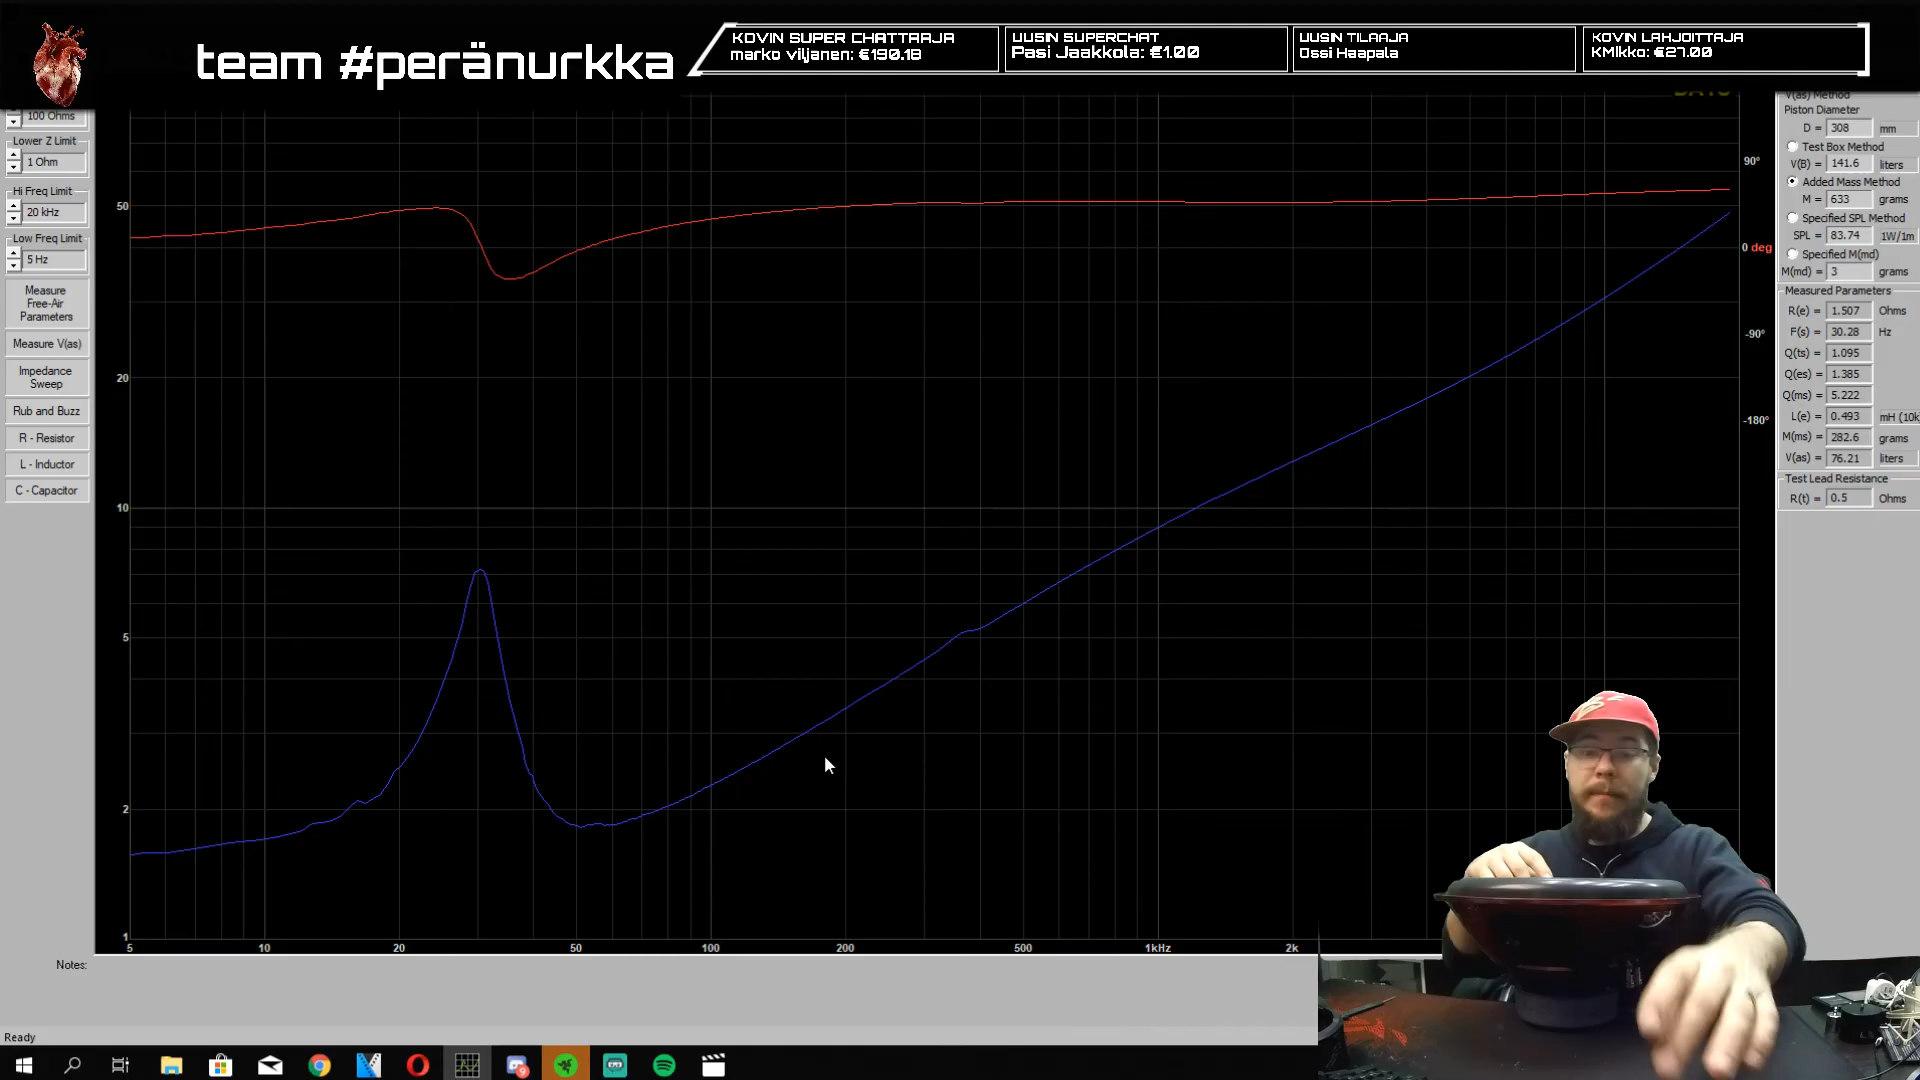 team #peränurkka
KOVIN SUPER CHATTAAJA
marko viljanen: €190.18
UUSIN SUPERCHAT
Pasi Jaakkola: €1.00
UUSIN TILAAJA
Ossi Haapala
KOVIN LAHJOITTAJA
KMikko: €27.00
100 Ohms
Lower Z Limit
1 Ohm
Hi Freq Limit
20 kHz
Low Freq Limit
5 Hz
Measure
Free-Air
Parameters
Measure V(as)
Impedance
Sweep
Rub and Buzz
R - Resistor
L - Inductor
C - Capacitor
50
20
10
5
2
1
5 10 20 50 100 200 500 1kHz 2k
90°
0 deg
-90°
-180°
V(as) Method
Piston Diameter
D = 308 mm
Test Box Method
V(B) = 141.6 liters
Added Mass Method
M = 633 grams
Specified SPL Method
SPL = 83.74 1W/1m
Specified M(md)
M(md) = 3 grams
Measured Parameters
R(e) = 1.507 Ohms
F(s) = 30.28 Hz
Q(ts) = 1.095
Q(es) = 1.385
Q(ms) = 5.222
L(e) = 0.493 mH (10k
M(ms) = 282.6 grams
V(as) = 76.21 liters
Test Lead Resistance
R(t) = 0.5 Ohms
Notes:
Ready
9